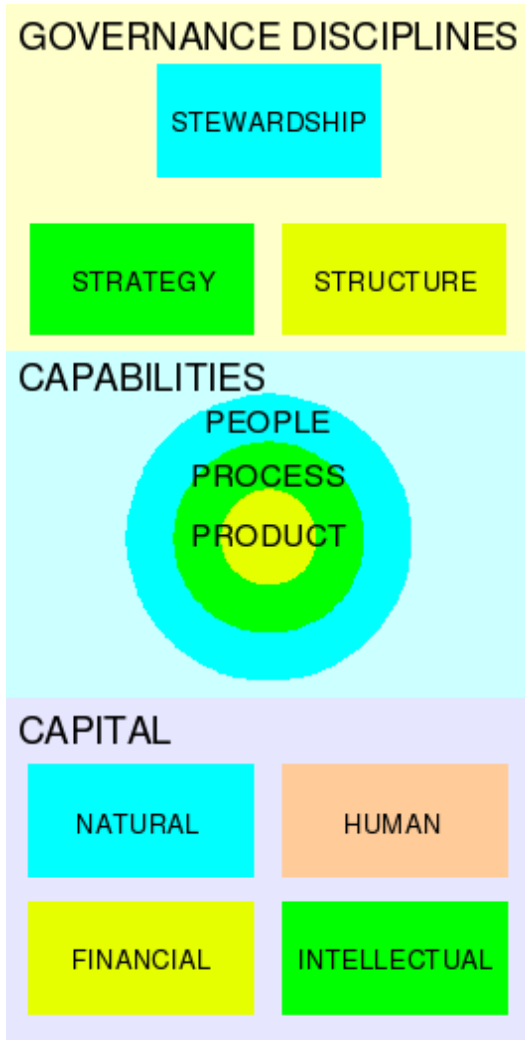 GOVERNANCE DISCIPLINES
STEWARDSHIP
STRATEGY STRUCTURE
CAPABILITIES
PEOPLE
PROCESS
PRODUCT
CAPITAL
NATURAL HUMAN
FINANCIAL INTELLECTUAL